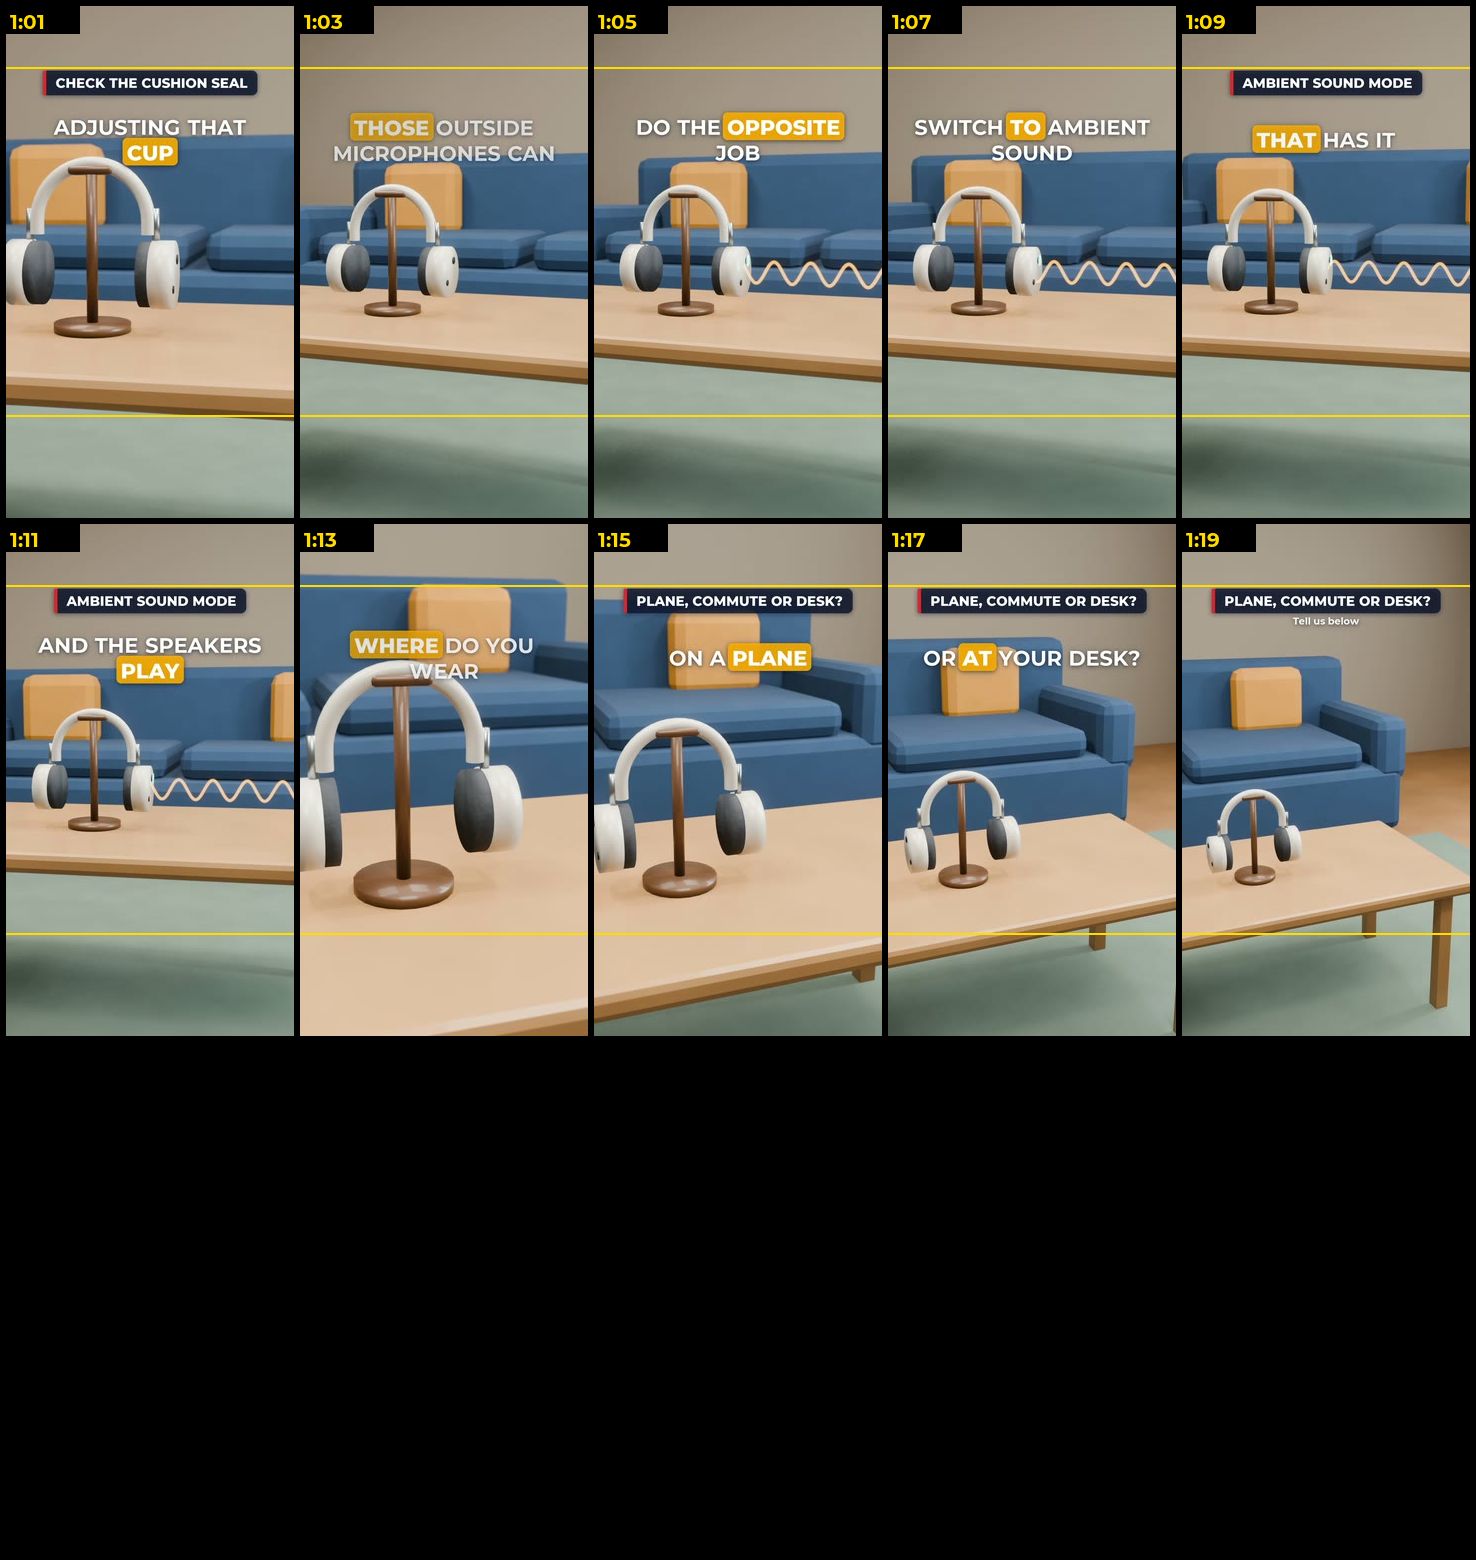 1:01
CHECK THE CUSHION SEAL
ADJUSTING THAT
CUP
1:03
THOSE OUTSIDE
MICROPHONES CAN
1:05
DO THE OPPOSITE
JOB
1:07
SWITCH TO AMBIENT
SOUND
1:09
AMBIENT SOUND MODE
THAT HAS IT
1:11
AMBIENT SOUND MODE
AND THE SPEAKERS
PLAY
1:13
WHERE DO YOU
WEAR
1:15
PLANE, COMMUTE OR DESK?
ON A PLANE
1:17
PLANE, COMMUTE OR DESK?
OR AT YOUR DESK?
1:19
PLANE, COMMUTE OR DESK?
Tell us below